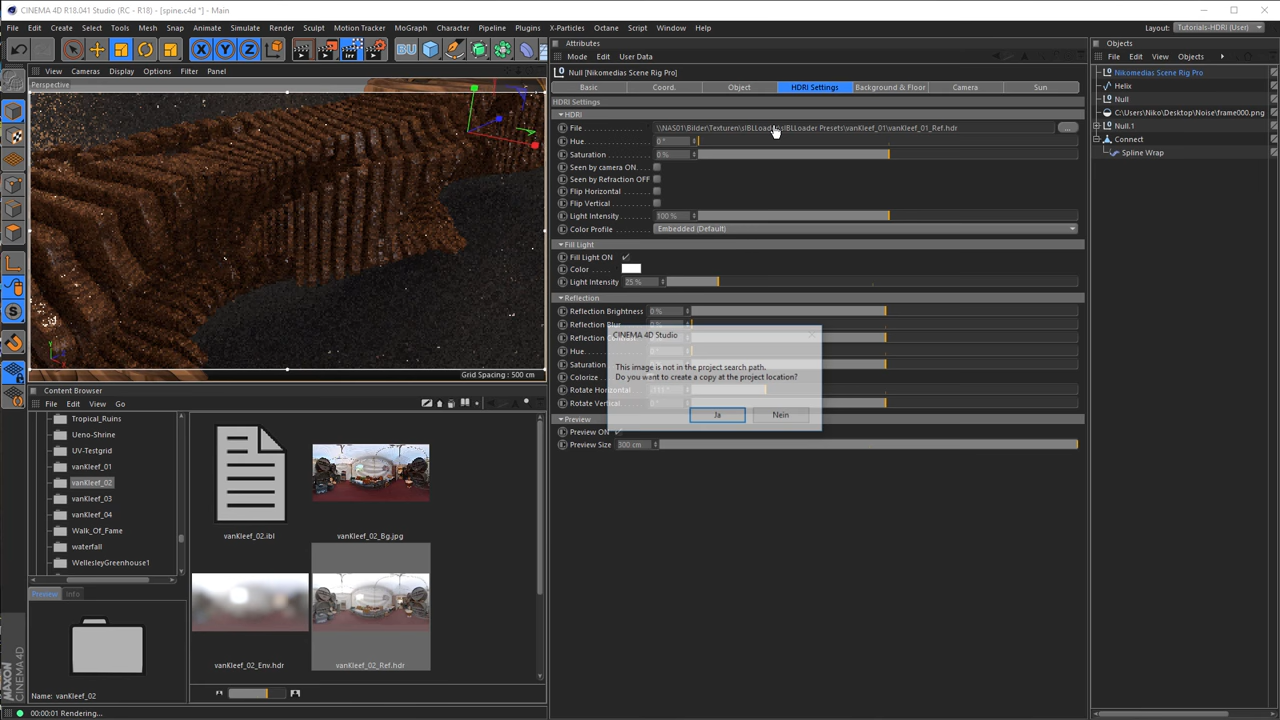 CINEMA 4D R18.041 Studio (RC - R18) - [spine.c4d *] - Main
File Edit Create Select Tools Mesh Snap Animate Simulate Render Sculpt Motion Tracker MoGraph Character Pipeline Plugins X-Particles Octane Script Window Help Layout: Tutorials-HDRI (User)
X Y Z BU
View Cameras Display Options Filter Panel
Perspective
Grid Spacing : 500 cm
Content Browser
File Edit View Go
Tropical_Ruins
Ueno-Shrine
UV-Testgrid
vanKleef_01
vanKleef_02
vanKleef_03
vanKleef_04
Walk_Of_Fame
waterfall
WellesleyGreenhouse1
Preview Info
Name: vanKleef_02
vanKleef_02.ibl
vanKleef_02_Bg.jpg
vanKleef_02_Env.hdr
vanKleef_02_Ref.hdr
00:00:01 Rendering...
MAXON
CINEMA 4D
Attributes
Mode Edit User Data
Null [Nikomedias Scene Rig Pro]
Basic Coord. Object HDRI Settings Background & Floor Camera Sun
HDRI Settings
HDRI
File
Hue 0 °
Saturation 0 %
Seen by camera ON
Seen by Refraction OFF
Flip Horizontal
Flip Vertical
Light Intensity 100 %
Color Profile Embedded (Default)
Fill Light
Fill Light ON
Color
Light Intensity 25 %
Reflection
Reflection Brightness 0 %
Reflection Blur
Reflection
Hue
Saturation
Colorize
Rotate Horizontal
Rotate Vertical
Preview
Preview ON
Preview Size 300 cm
CINEMA 4D Studio
This image is not in the project search path.
Do you want to create a copy at the project location?
Ja Nein
Objects
File Edit View Objects
Nikomedias Scene Rig Pro
Helix
Null
C:\Users\Niko\Desktop\Noise\frame000.png
Null.1
Connect
Spline Wrap